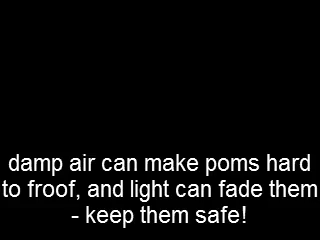 damp air can make poms hard
to froof, and light can fade them
- keep them safe!